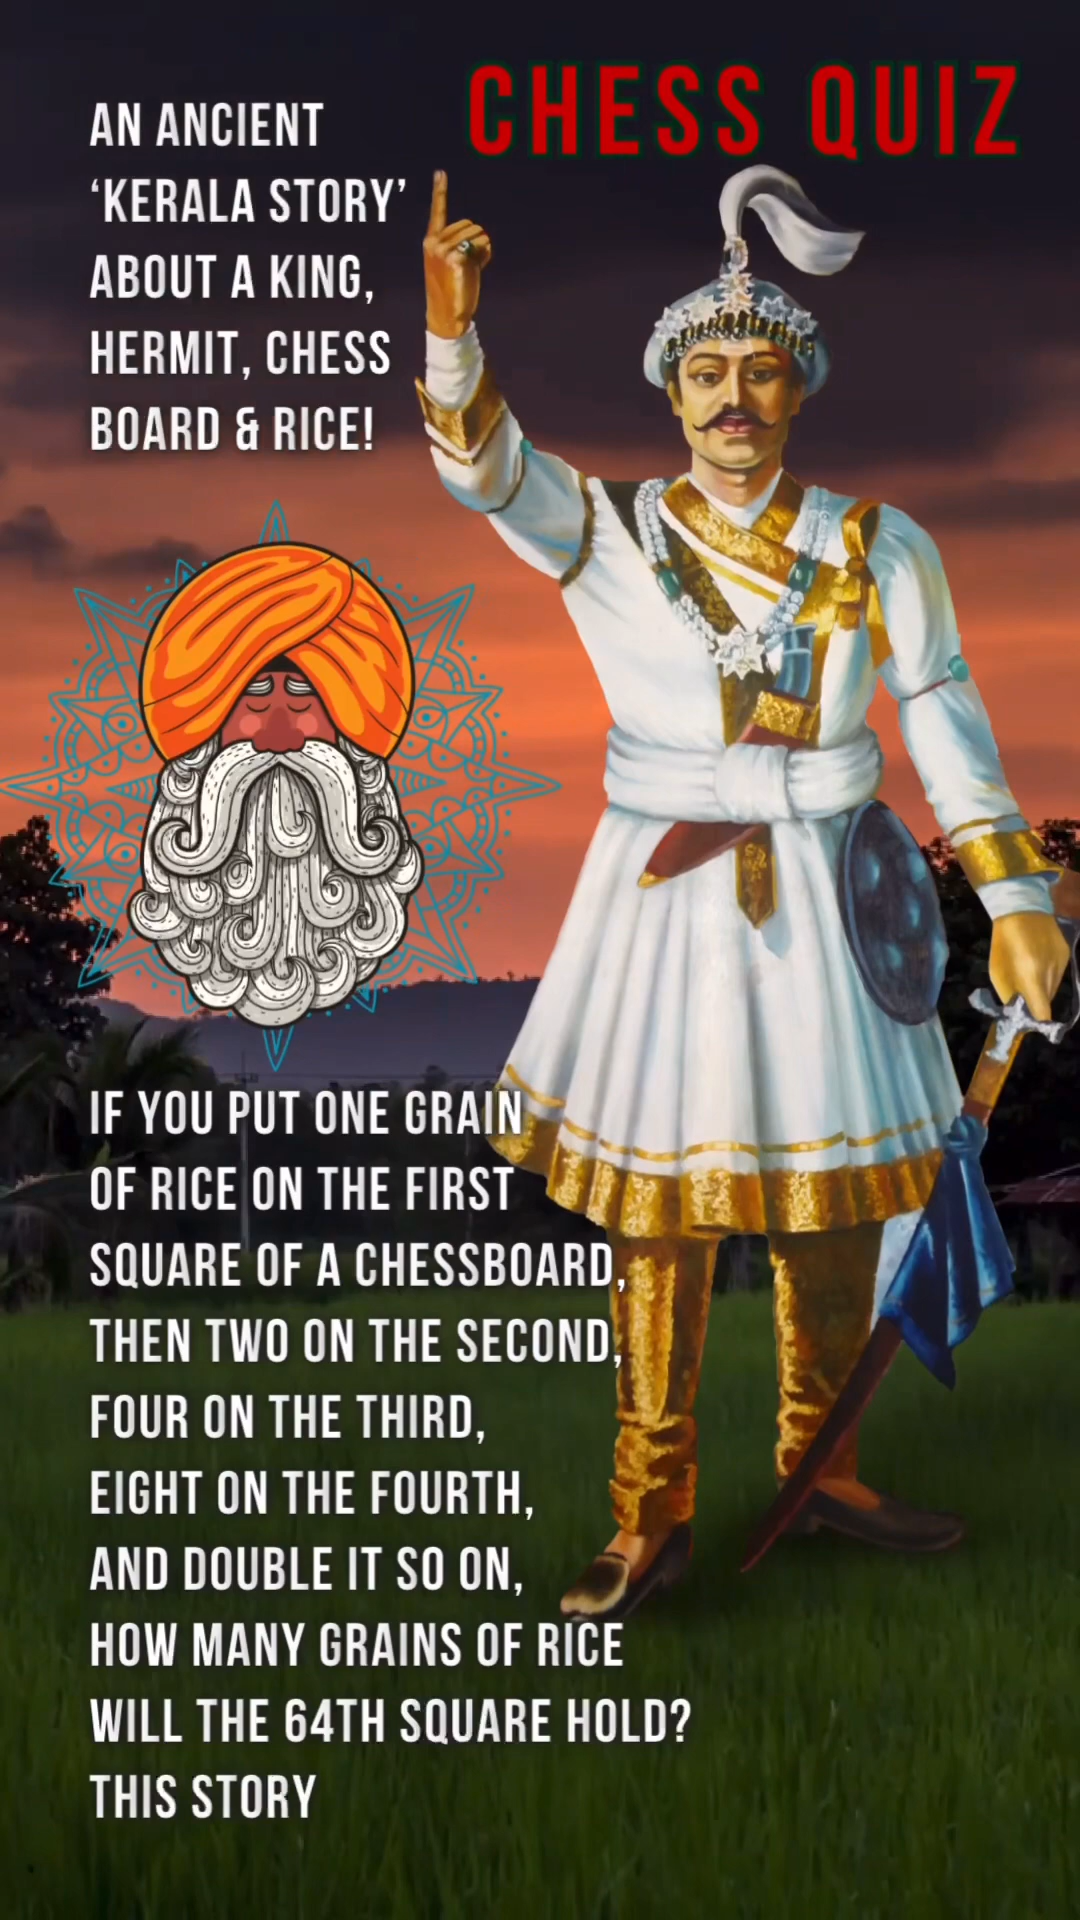 CHESS QUIZ
AN ANCIENT
‘KERALA STORY’
ABOUT A KING,
HERMIT, CHESS
BOARD & RICE!
IF YOU PUT ONE GRAIN
OF RICE ON THE FIRST
SQUARE OF A CHESSBOARD,
THEN TWO ON THE SECOND,
FOUR ON THE THIRD,
EIGHT ON THE FOURTH,
AND DOUBLE IT SO ON,
HOW MANY GRAINS OF RICE
WILL THE 64TH SQUARE HOLD?
THIS STORY